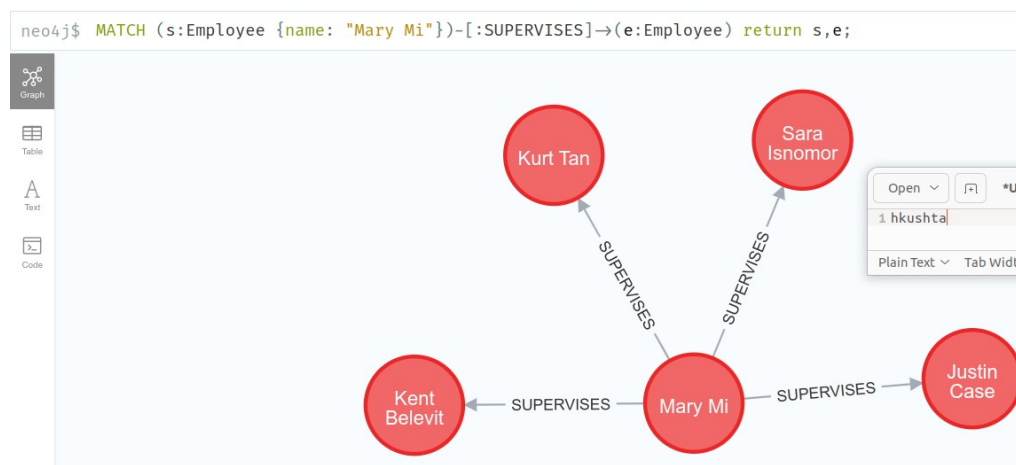 neo4j$ MATCH (s:Employee {name: "Mary Mi"})-[:SUPERVISES]→(e:Employee) return s,e;
Graph
Table
Text
Code
Kurt Tan
Sara
Isnomor
SUPERVISES
SUPERVISES
Open
1 hkushta
Plain Text
Kent
Belevit
SUPERVISES
Mary Mi
SUPERVISES
Justin
Case